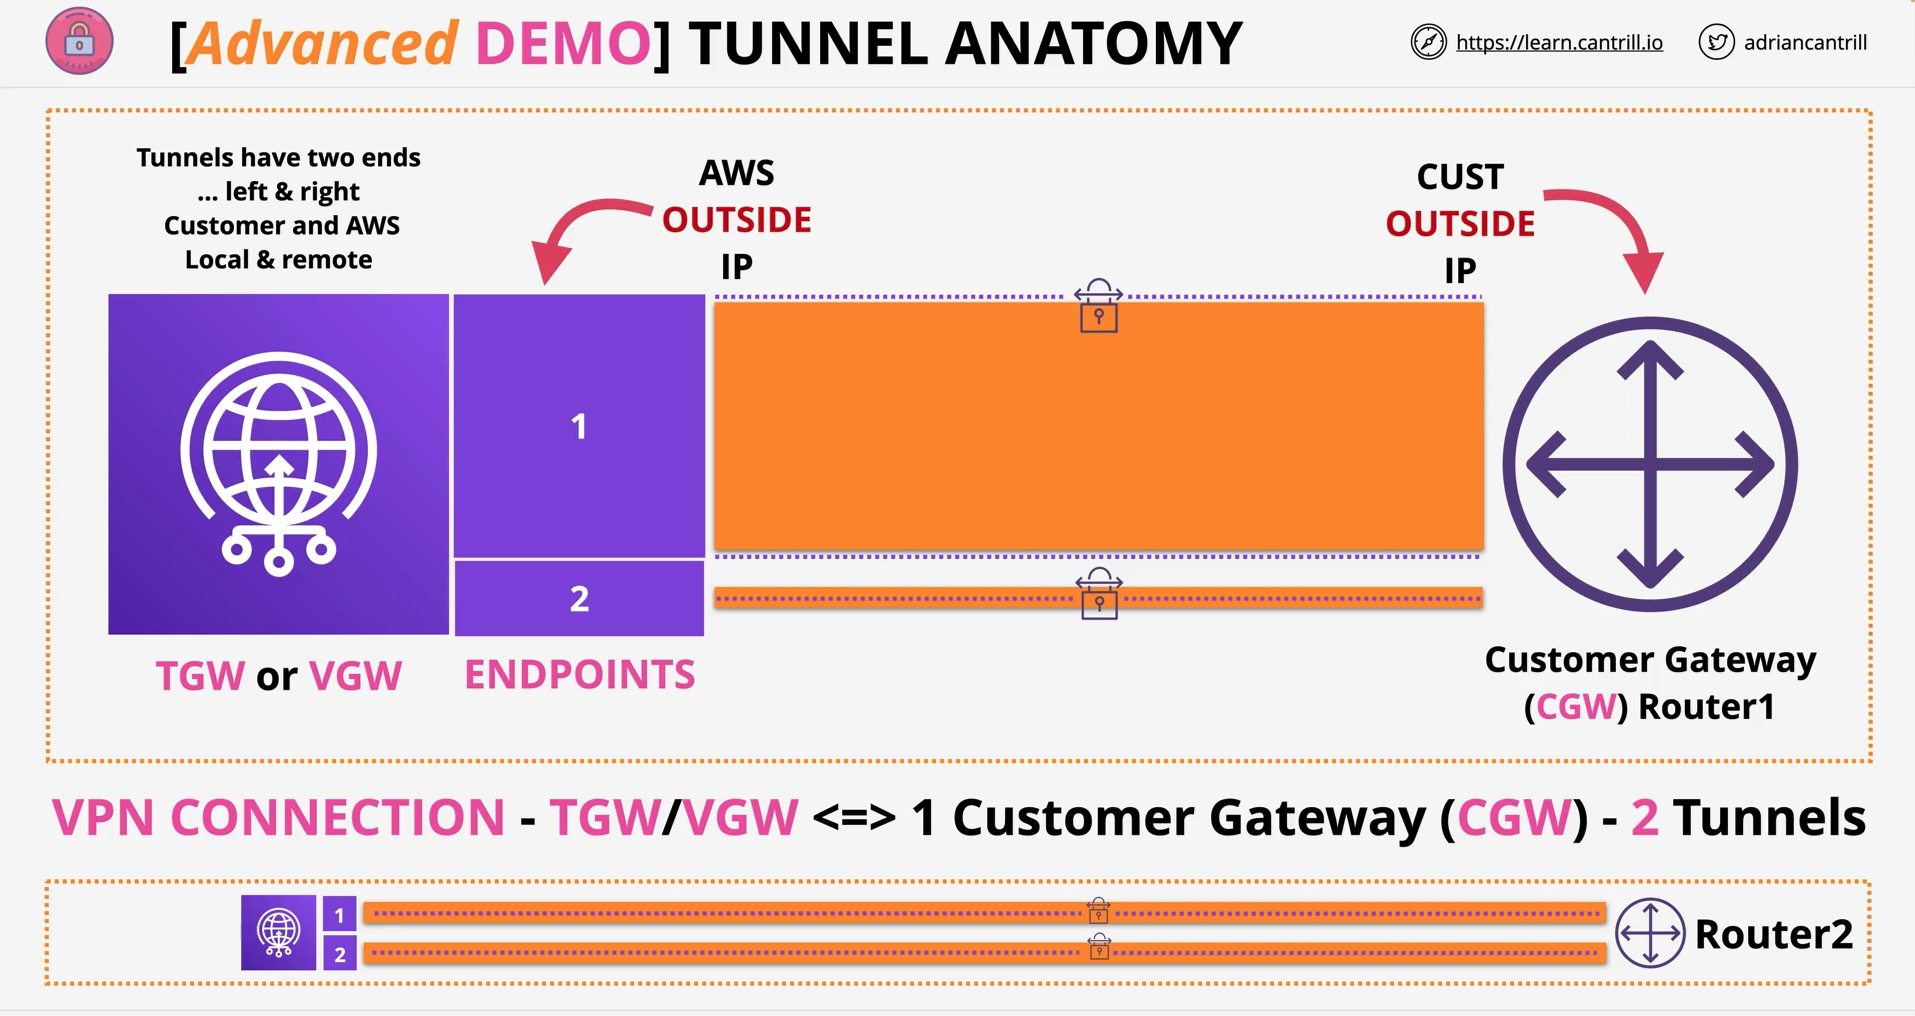 [Advanced DEMO] TUNNEL ANATOMY
https://learn.cantrill.io
adriancantrill
Tunnels have two ends
... left & right
Customer and AWS
Local & remote
AWS
OUTSIDE
IP
CUST
OUTSIDE
IP
1
2
TGW or VGW
ENDPOINTS
Customer Gateway
(CGW) Router1
VPN CONNECTION - TGW/VGW <=> 1 Customer Gateway (CGW) - 2 Tunnels
1
2
Router2